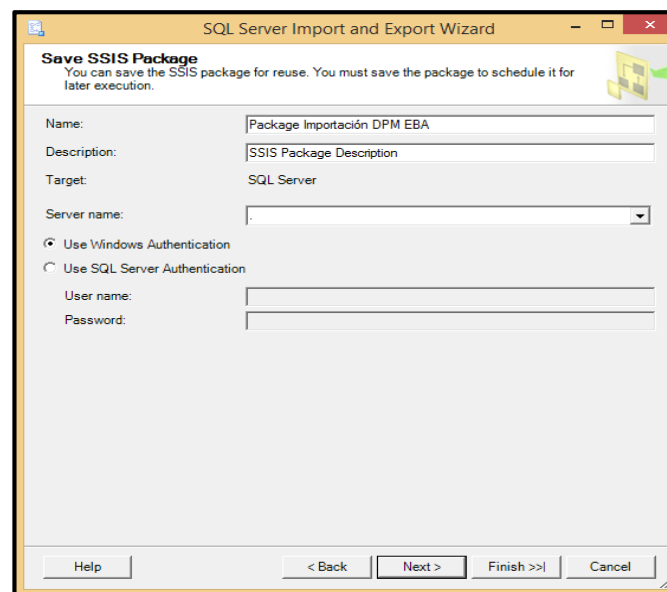 SQL Server Import and Export Wizard
Save SSIS Package
You can save the SSIS package for reuse. You must save the package to schedule it for
later execution.
Name: Package Importación DPM EBA
Description: SSIS Package Description
Target: SQL Server
Server name: .
Use Windows Authentication
Use SQL Server Authentication
User name:
Password:
Help < Back Next > Finish >>| Cancel